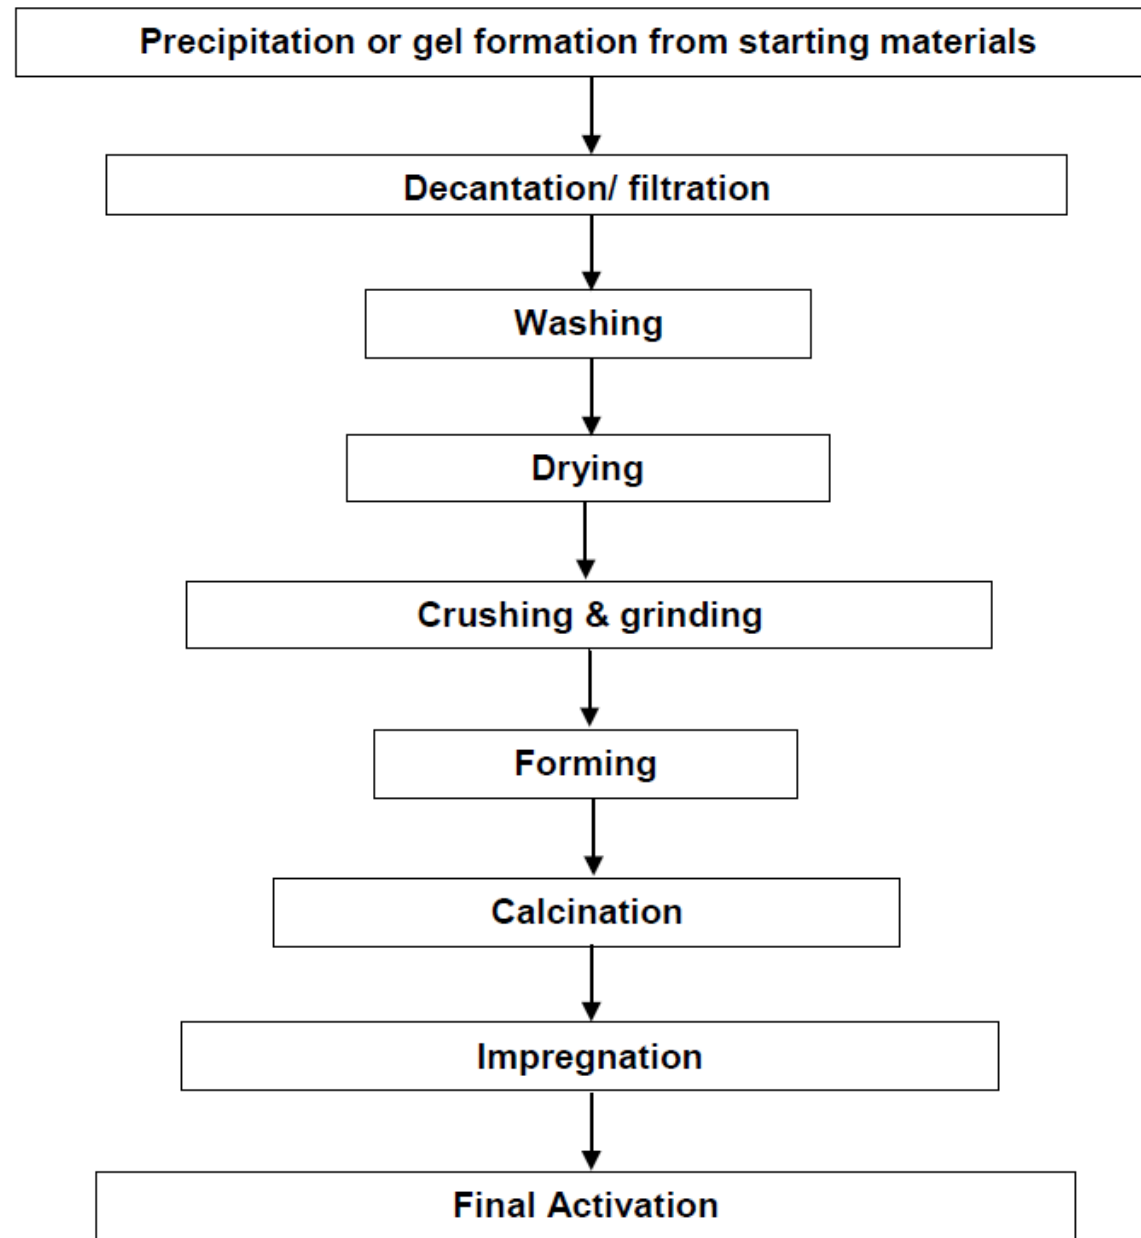 Precipitation or gel formation from starting materials
Decantation/ filtration
Washing
Drying
Crushing & grinding
Forming
Calcination
Impregnation
Final Activation